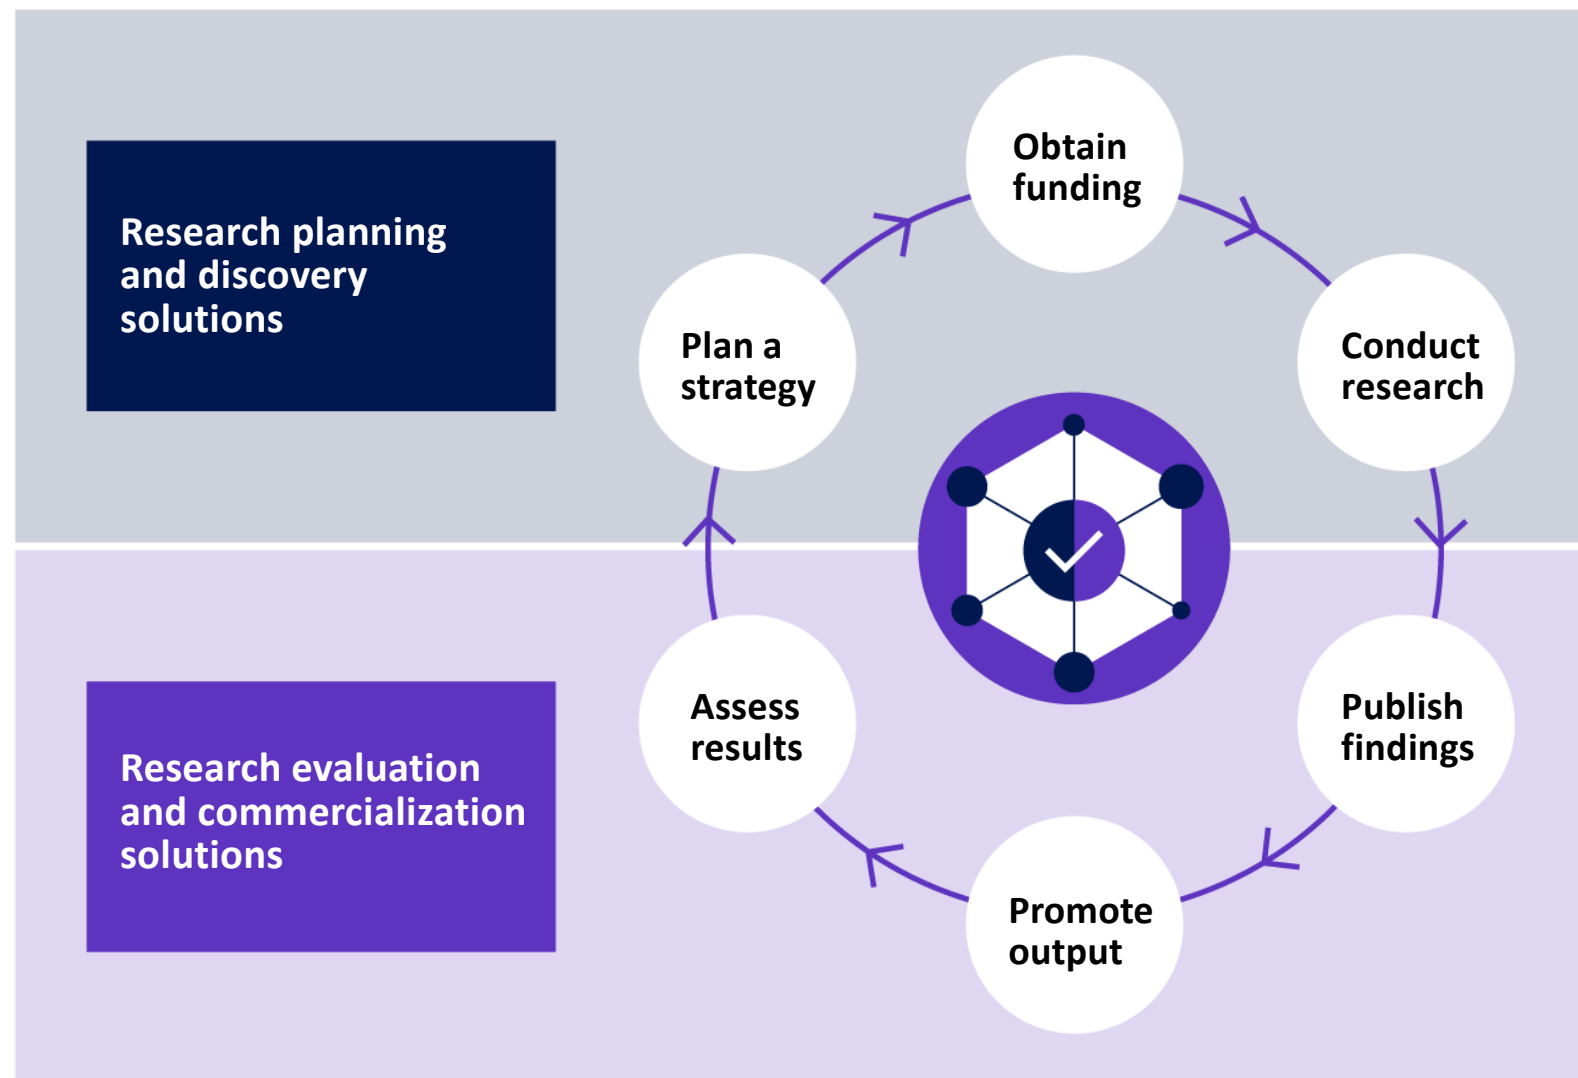 Research planning
and discovery
solutions
Obtain
funding
Plan a
strategy
Conduct
research
Research evaluation
and commercialization
solutions
Assess
results
Publish
findings
Promote
output